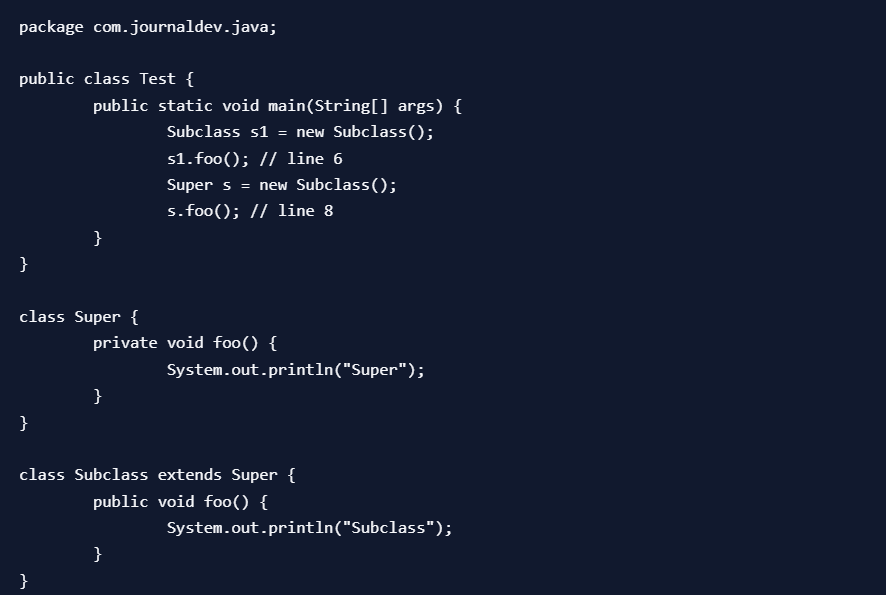 package com.journaldev.java;

public class Test {
        public static void main(String[] args) {
                Subclass s1 = new Subclass();
                s1.foo(); // line 6
                Super s = new Subclass();
                s.foo(); // line 8
        }
}

class Super {
        private void foo() {
                System.out.println("Super");
        }
}

class Subclass extends Super {
        public void foo() {
                System.out.println("Subclass");
        }
}